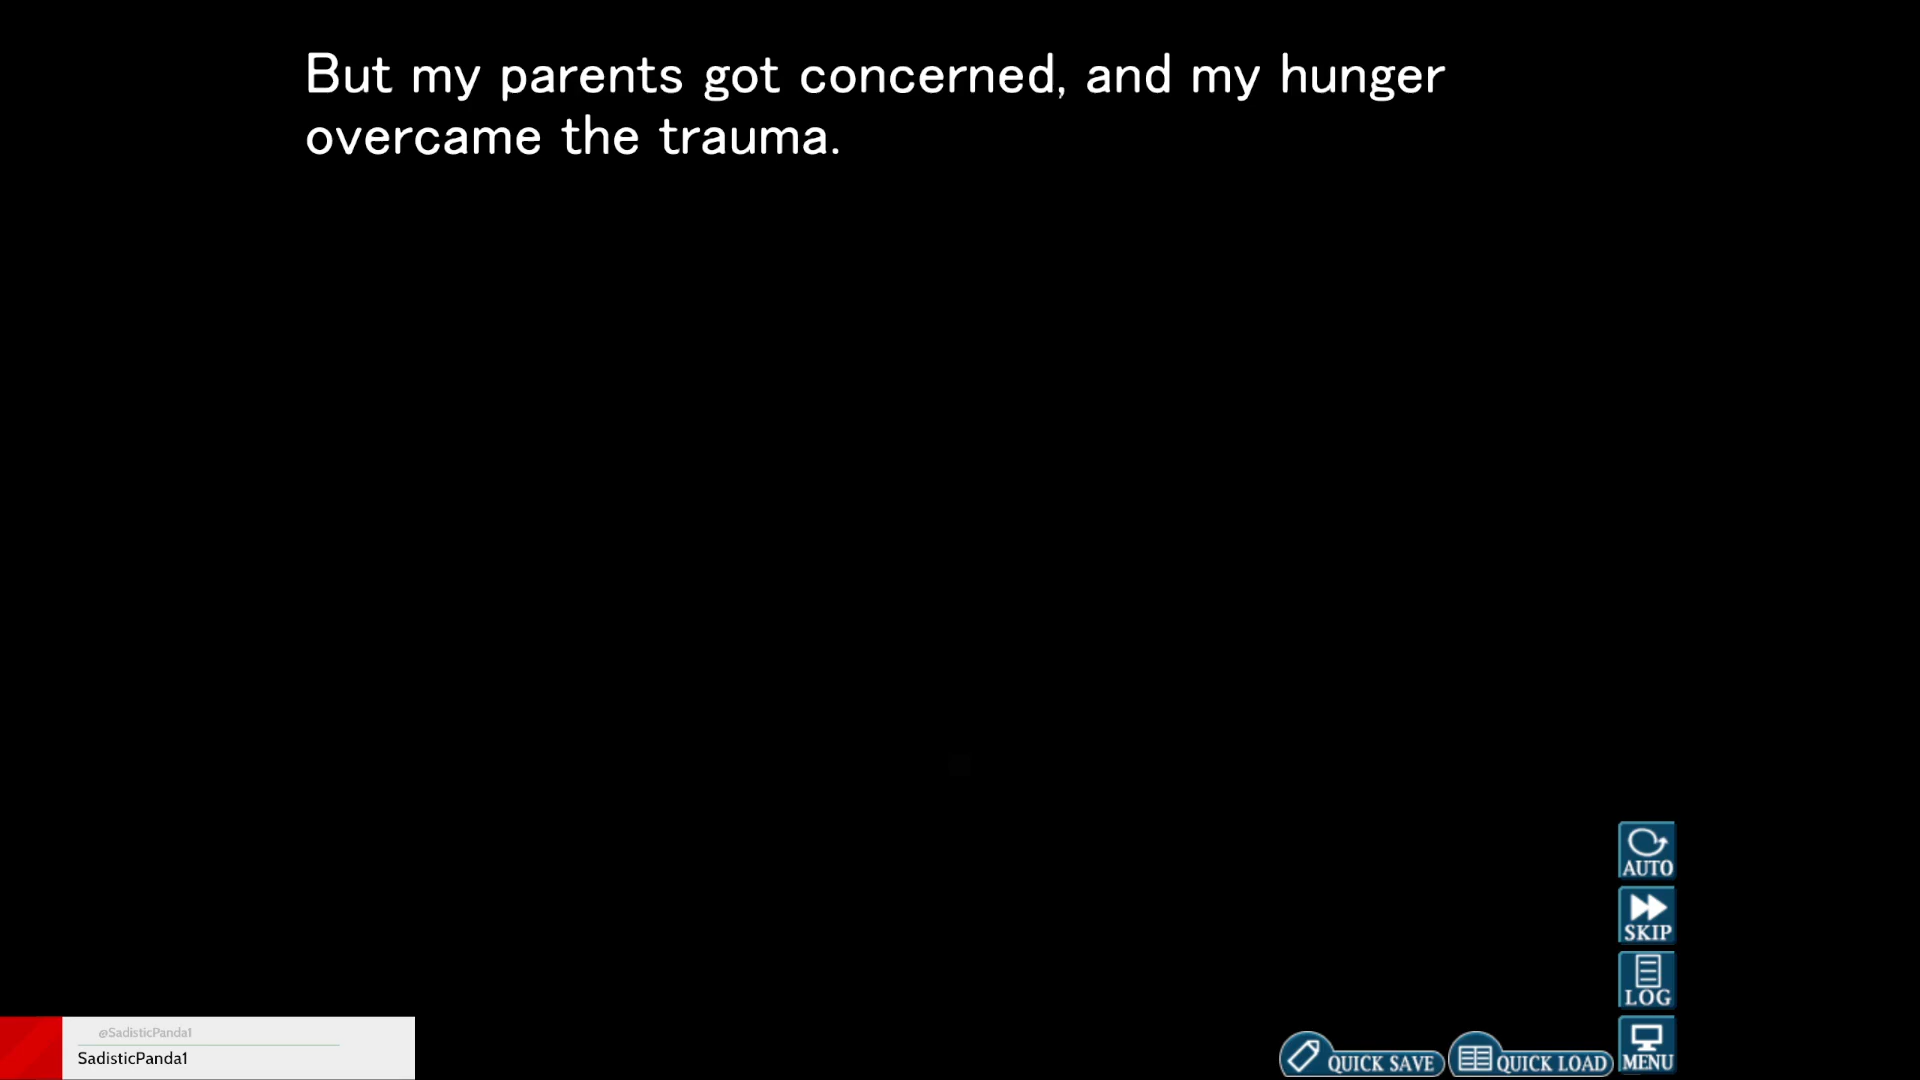 But my parents got concerned, and my hunger
overcame the trauma.
AUTO
SKIP
LOG
QUICK SAVE
QUICK LOAD
MENU
@SadisticPanda1
SadisticPanda1